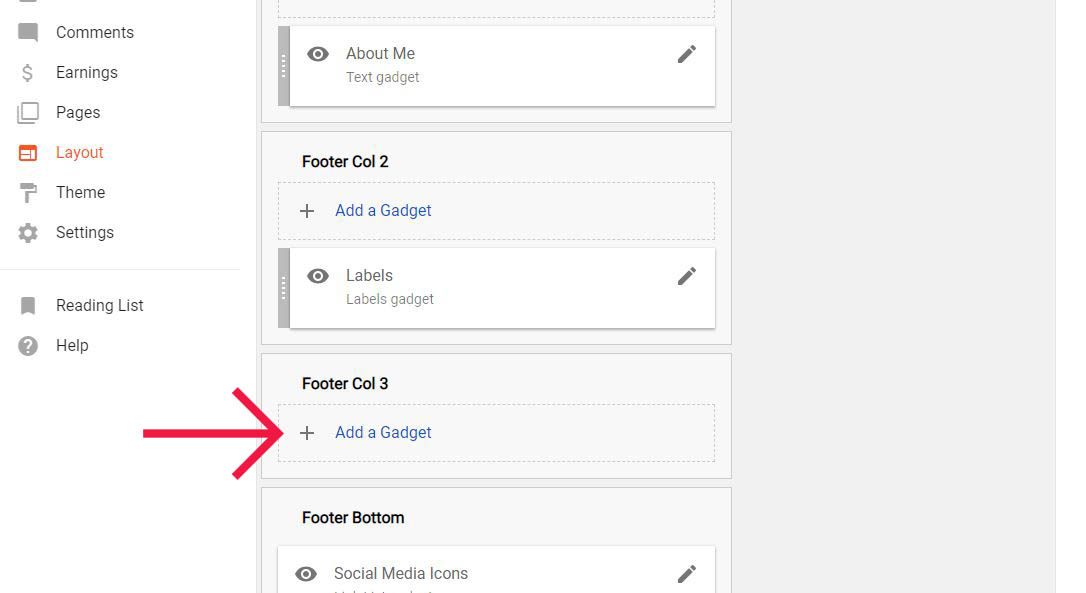 Comments
Earnings
Pages
Layout
Theme
Settings
Reading List
Help
About Me
Text gadget
Footer Col 2
Add a Gadget
Labels
Labels gadget
Footer Col 3
Add a Gadget
Footer Bottom
Social Media Icons